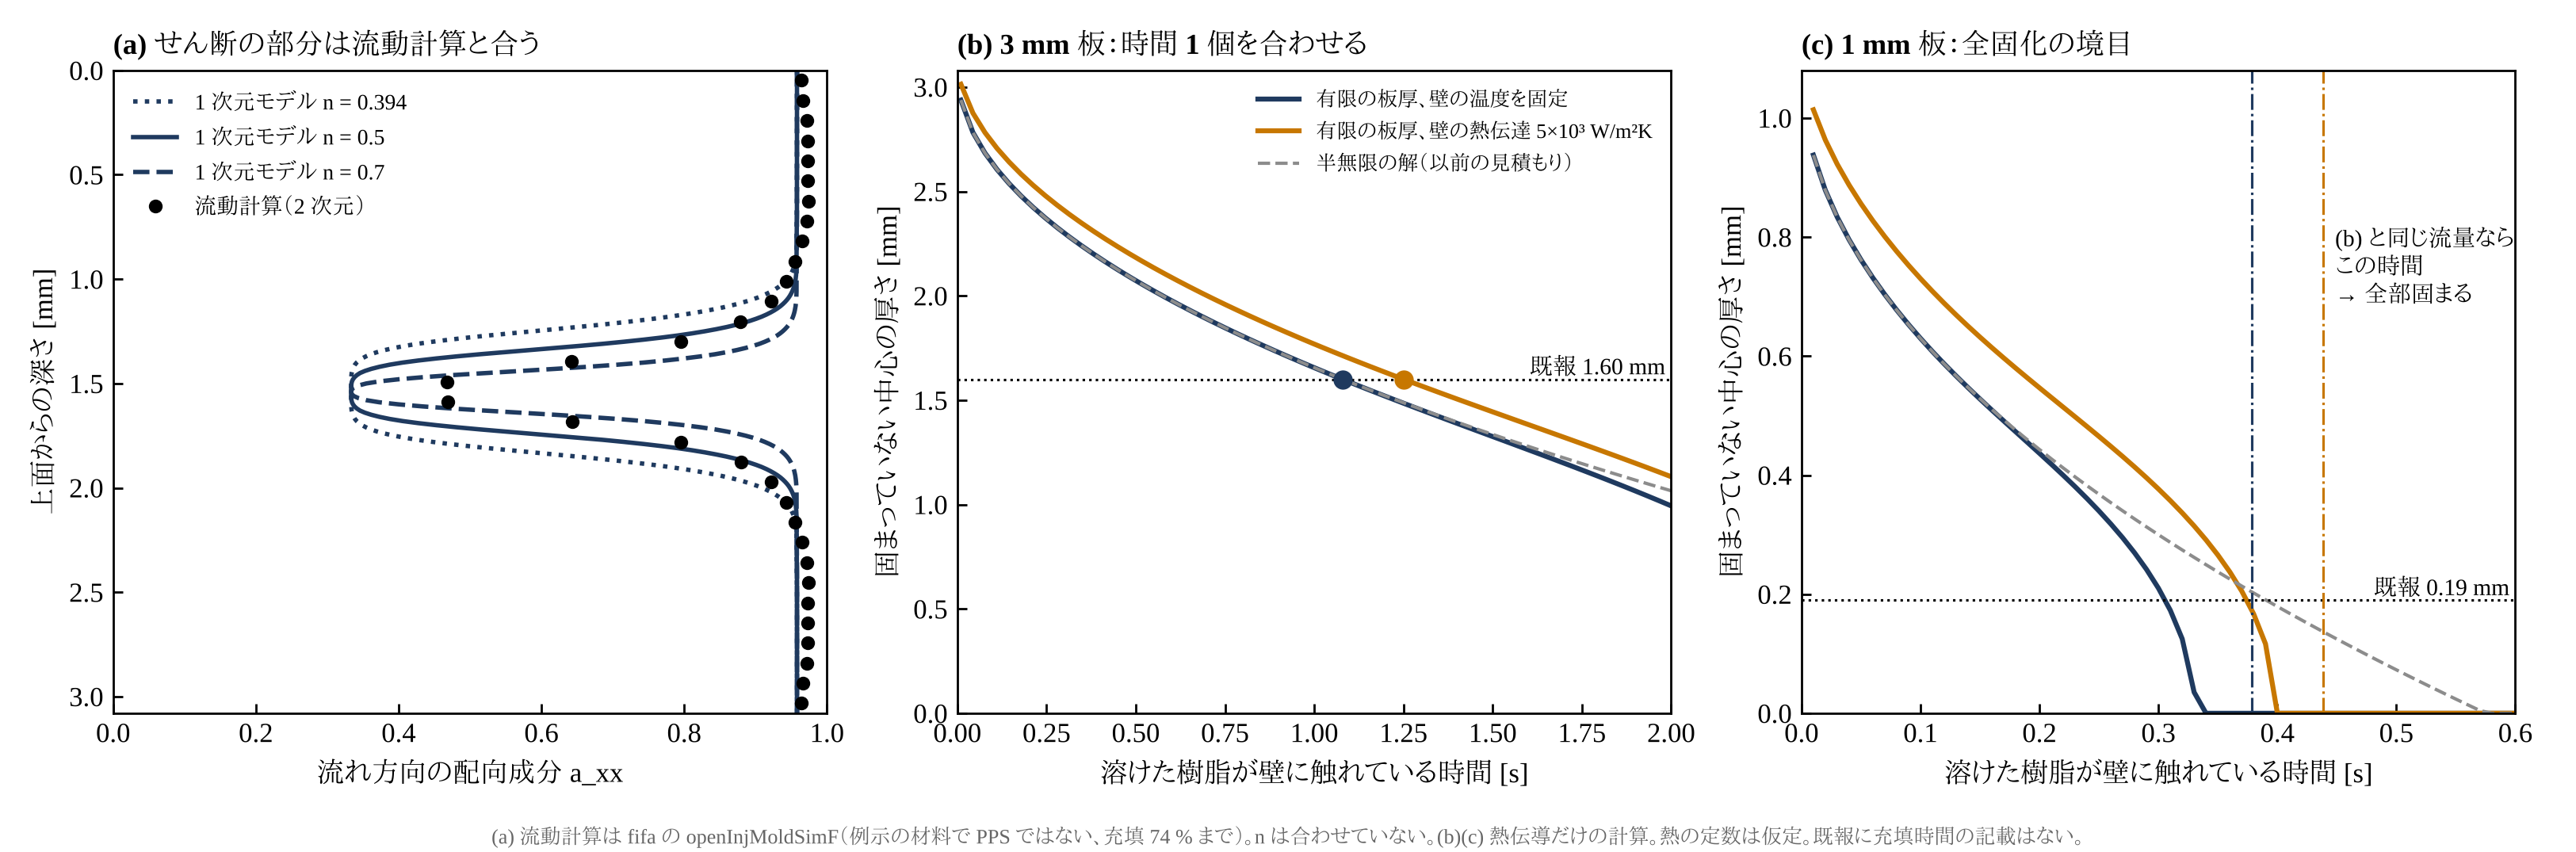 (a) せん断の部分は流動計算と合う
0.0
0.5
1.0
1.5
2.0
2.5
3.0
上面からの深さ [mm]
1 次元モデル n = 0.394
1 次元モデル n = 0.5
1 次元モデル n = 0.7
流動計算（2 次元）
0.0 0.2 0.4 0.6 0.8 1.0
流れ方向の配向成分 a_xx
(b) 3 mm 板：時間 1 個を合わせる
3.0
2.5
2.0
1.5
1.0
0.5
0.0
固まっていない中心の厚さ [mm]
有限の板厚、壁の温度を固定
有限の板厚、壁の熱伝達 5×10³ W/m²K
半無限の解（以前の見積もり）
既報 1.60 mm
0.00 0.25 0.50 0.75 1.00 1.25 1.50 1.75 2.00
溶けた樹脂が壁に触れている時間 [s]
(c) 1 mm 板：全固化の境目
1.0
0.8
0.6
0.4
0.2
0.0
固まっていない中心の厚さ [mm]
(b) と同じ流量なら
この時間
→ 全部固まる
既報 0.19 mm
0.0 0.1 0.2 0.3 0.4 0.5 0.6
溶けた樹脂が壁に触れている時間 [s]
(a) 流動計算は fifa の openInjMoldSimF（例示の材料で PPS ではない、充填 74 % まで）。n は合わせていない。(b)(c) 熱伝導だけの計算。熱の定数は仮定。既報に充填時間の記載はない。